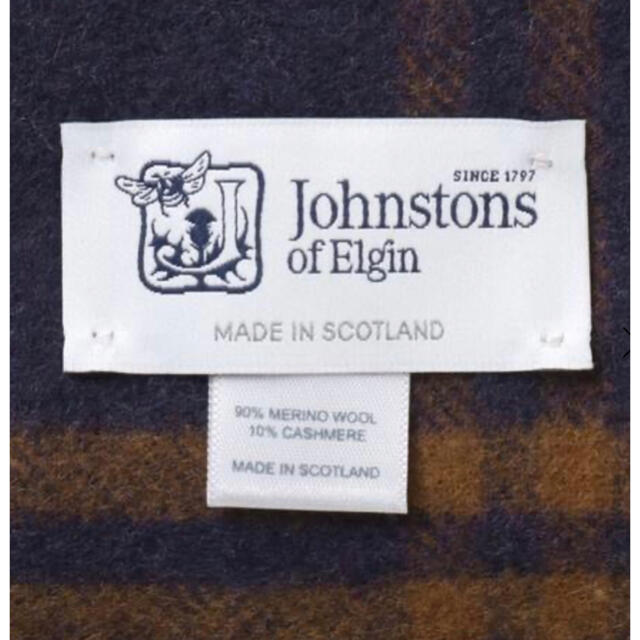 SINCE 1797
Johnstons
of Elgin
MADE IN SCOTLAND
90% MERINO WOOL
10% CASHMERE
MADE IN SCOTLAND